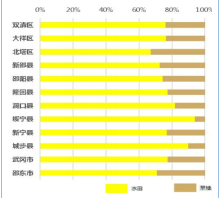 0% 20% 40% 60% 80% 100%
双清区
大祥区
北塔区
新邵县
邵阳县
隆回县
洞口县
绥宁县
新宁县
城步县
武冈市
邵东市
水田 旱地